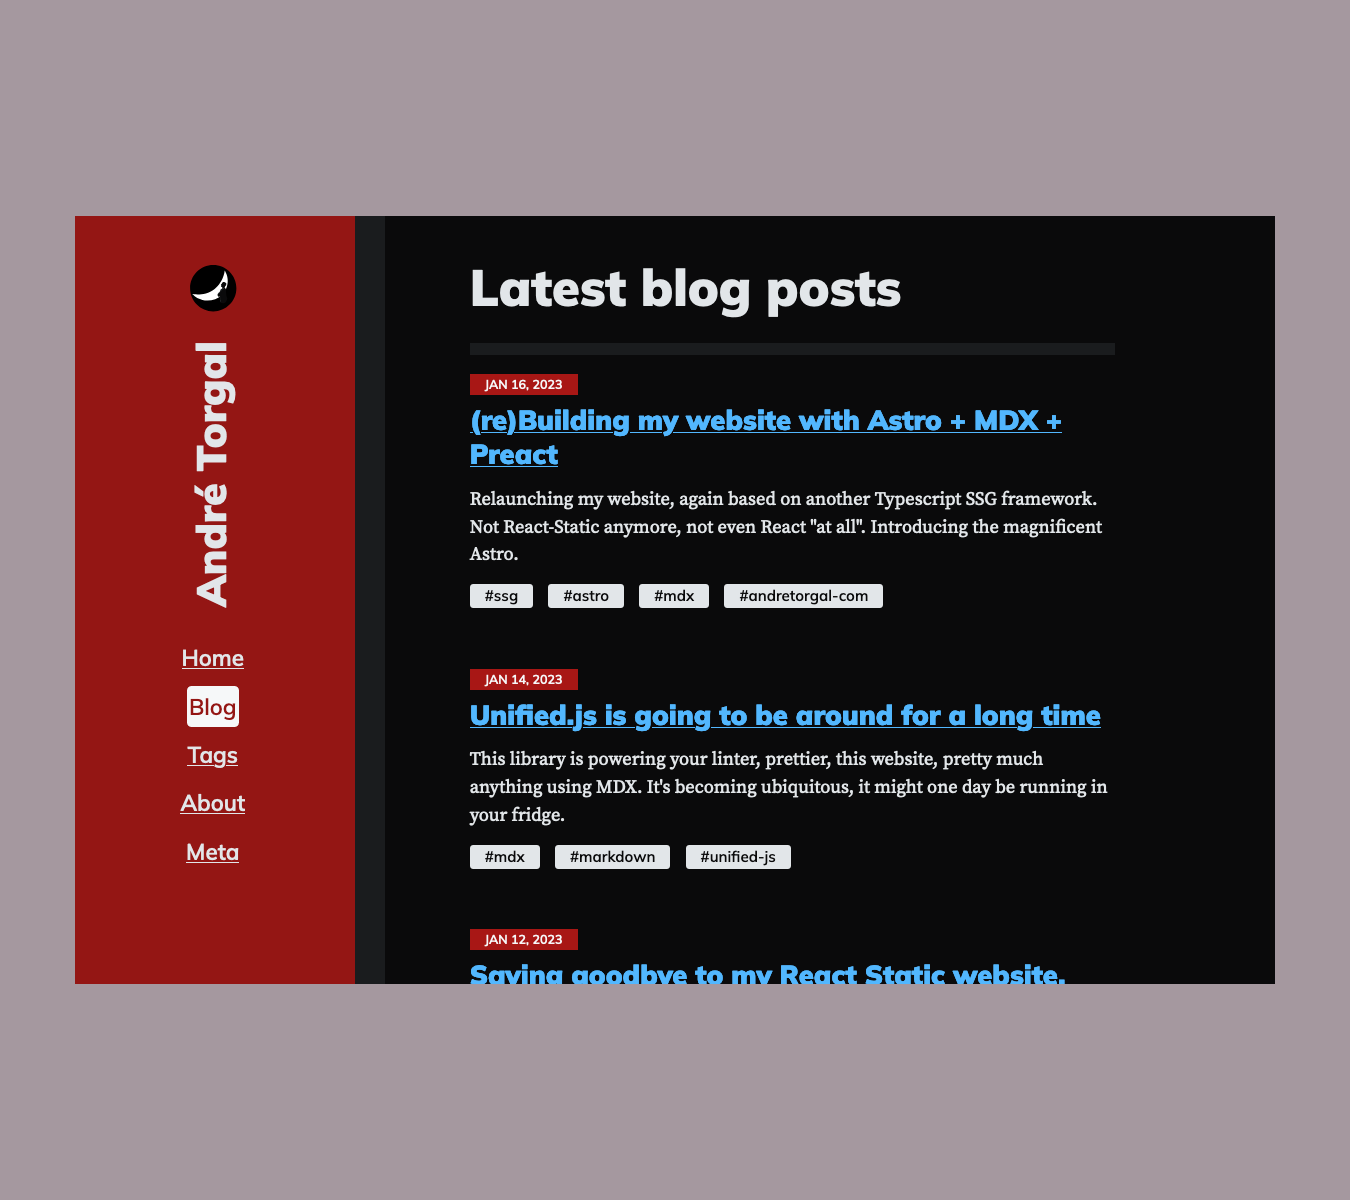 André Torgal
Home
Blog
Tags
About
Meta
Latest blog posts
JAN 16, 2023
(re)Building my website with Astro + MDX +
Preact
Relaunching my website, again based on another Typescript SSG framework.
Not React-Static anymore, not even React "at all". Introducing the magnificent
Astro.
#ssg #astro #mdx #andretorgal-com
JAN 14, 2023
Unified.js is going to be around for a long time
This library is powering your linter, prettier, this website, pretty much
anything using MDX. It's becoming ubiquitous, it might one day be running in
your fridge.
#mdx #markdown #unified-js
JAN 12, 2023
Saying goodbye to my React Static website.